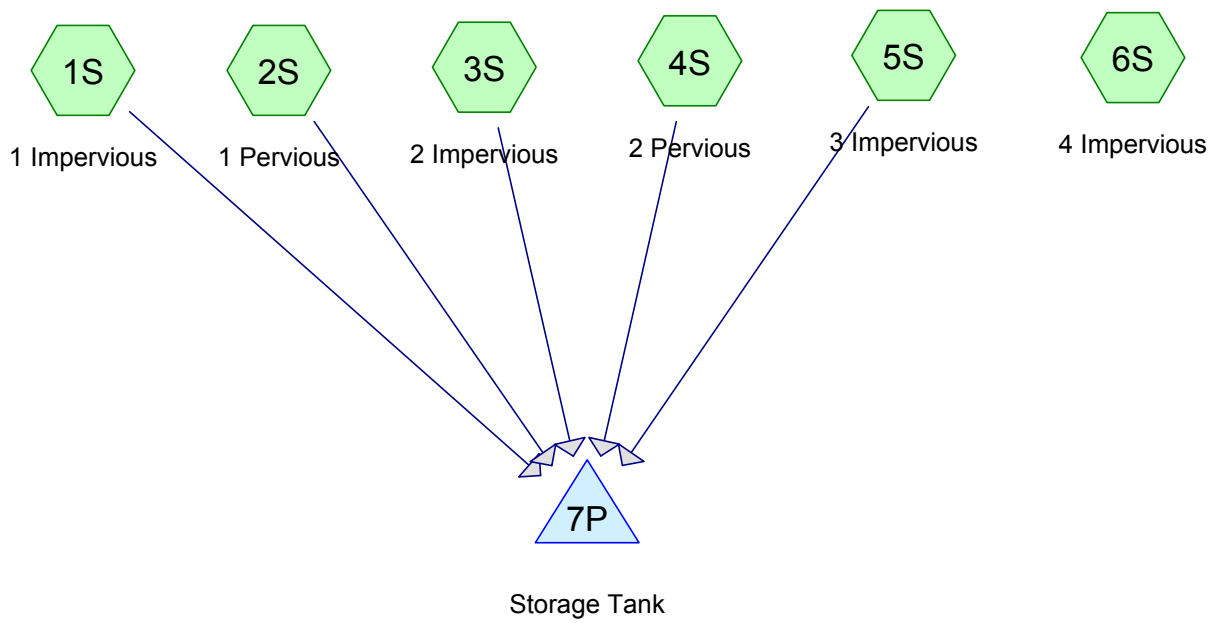 1S
2S
3S
4S
5S
6S
1 Impervious
1 Pervious
2 Impervious
2 Pervious
3 Impervious
4 Impervious
7P
Storage Tank